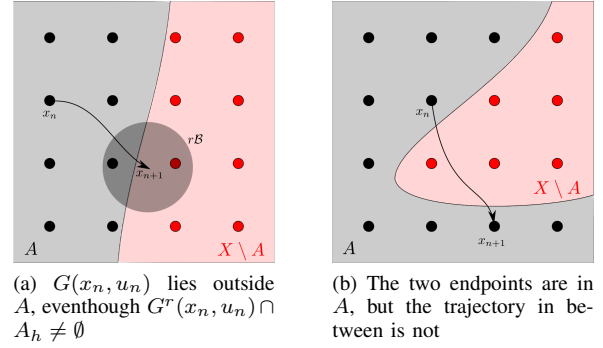 x_n
x_{n+1}
rℬ
A
X \ A
x_n
X \ A
A
x_{n+1}
(a) G(x_n, u_n) lies outside
A, eventhough G^r(x_n, u_n) ∩
A_h ≠ ∅
(b) The two endpoints are in
A, but the trajectory in be-
tween is not